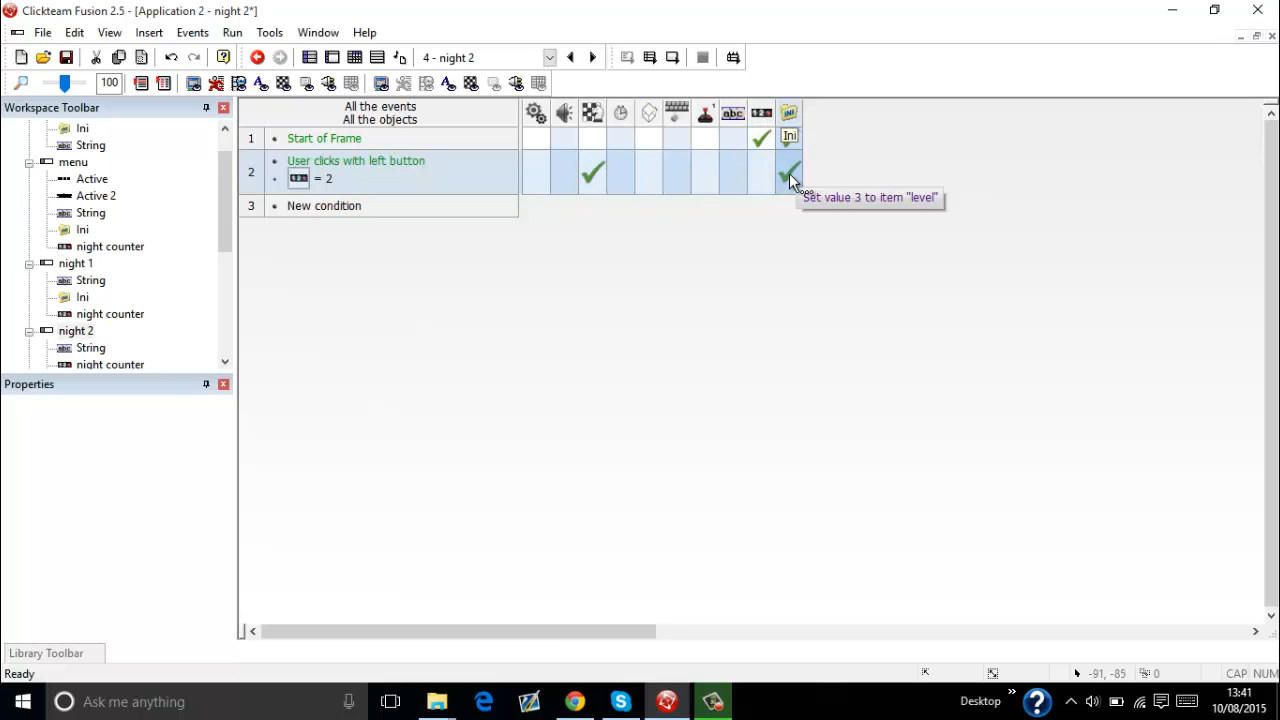 Clickteam Fusion 2.5 - [Application 2 - night 2*]
File Edit View Insert Events Run Tools Window Help
4 - night 2
100
Workspace Toolbar
Ini
String
menu
Active
Active 2
String
Ini
night counter
night 1
String
Ini
night counter
night 2
String
night counter
Properties
Library Toolbar
All the events
All the objects
1 • Start of Frame
2 • User clicks with left button
• 123 = 2
3 • New condition
abc 123 INI
Ini
Set value 3 to item "level"
Ready
-91, -85 0 CAP NUM
Ask me anything
Desktop
13:41
10/08/2015